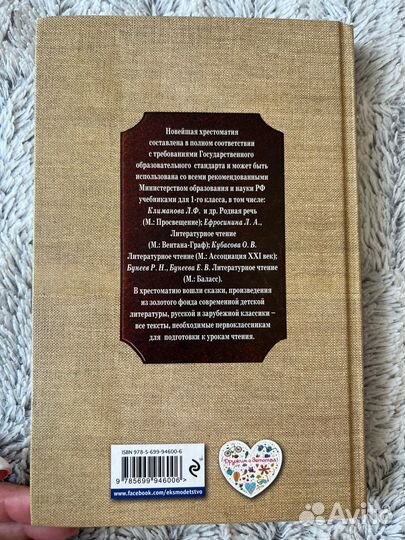 Новейшая хрестоматия
составлена в полном соответствии
с требованиями Государственного
образовательного стандарта и может быть
использована со всеми рекомендованными
Министерством образования и науки РФ
учебниками для 1-го класса, в том числе:
Климанова Л.Ф. и др. Родная речь
(М.: Просвещение); Ефросинина Л. А.,
Литературное чтение
(М.: Вентана-Граф); Кубасова О. В.
Литературное чтение (М.: Ассоциация XXI век);
Бунеев Р. Н., Бунеева Е. В. Литературное чтение
(М.: Баласс).
В хрестоматию вошли сказки, произведения
из золотого фонда современной детской
литературы, русской и зарубежной классики –
все тексты, необходимые первоклассникам
для подготовки к урокам чтения.
ISBN 978-5-699-94600-6
9 785699 946006 >
www.facebook.com/eksmodetstvo
Дружим с детства!
Avito